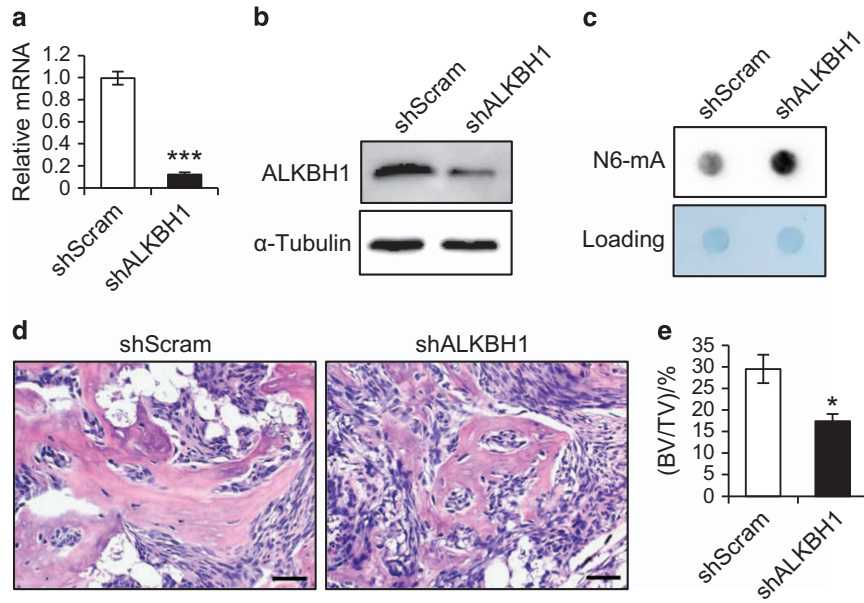 a
Relative mRNA
1.2
1.0
0.8
0.6
0.4
0.2
0
***
shScram
shALKBH1
b
shScram
shALKBH1
ALKBH1
α-Tubulin
c
shScram
shALKBH1
N6-mA
Loading
d
shScram
shALKBH1
e
(BV/TV)/%
35
30
25
20
15
10
5
0
*
shScram
shALKBH1